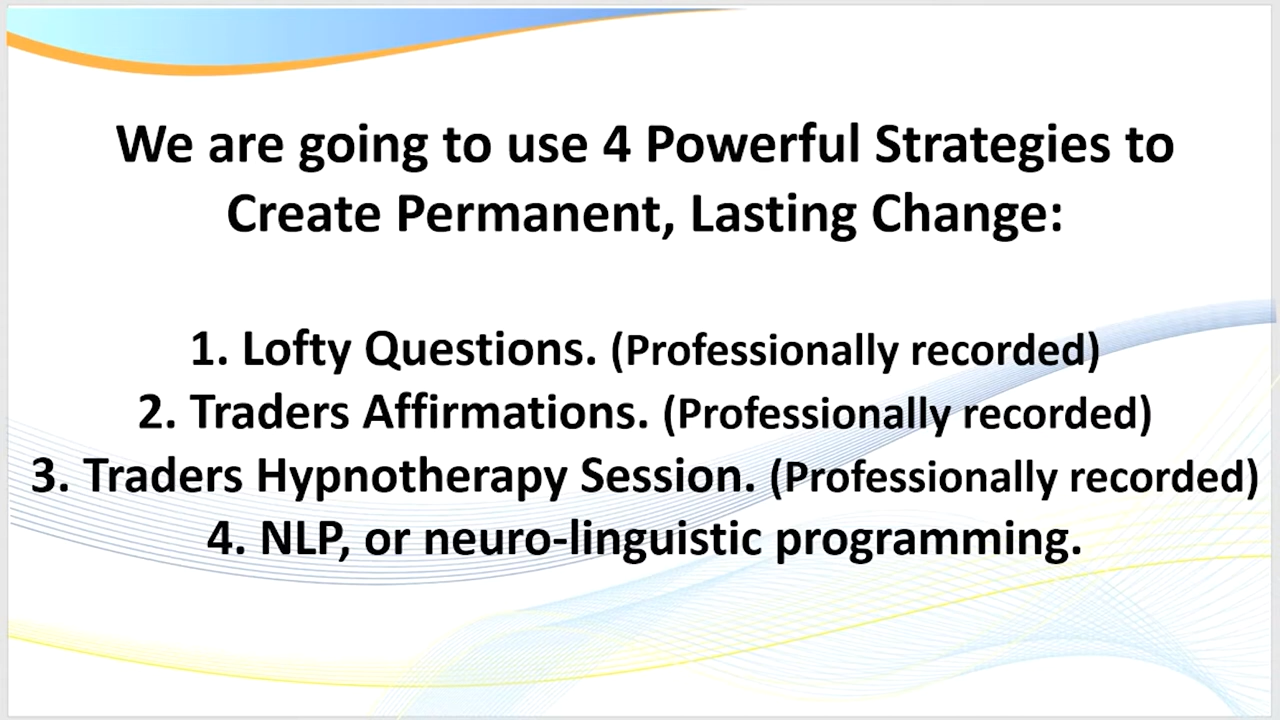 We are going to use 4 Powerful Strategies to
Create Permanent, Lasting Change:
1. Lofty Questions. (Professionally recorded)
2. Traders Affirmations. (Professionally recorded)
3. Traders Hypnotherapy Session. (Professionally recorded)
4. NLP, or neuro-linguistic programming.